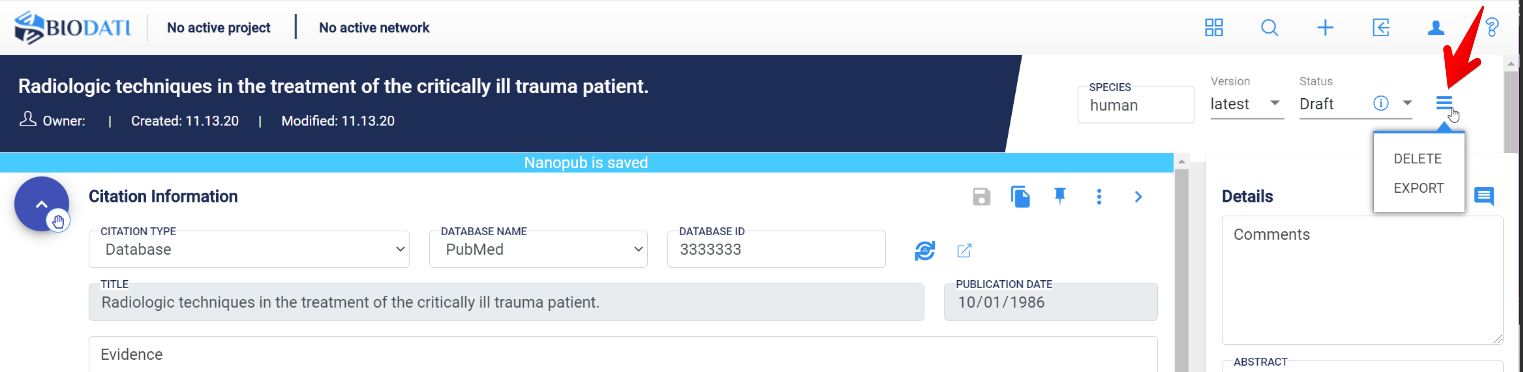 BIODATI No active project | No active network
Radiologic techniques in the treatment of the critically ill trauma patient.
Owner: | Created: 11.13.20 | Modified: 11.13.20
SPECIES
human
Version
latest
Status
Draft
DELETE
EXPORT
Nanopub is saved
Citation Information
CITATION TYPE
Database
DATABASE NAME
PubMed
DATABASE ID
3333333
TITLE
Radiologic techniques in the treatment of the critically ill trauma patient.
PUBLICATION DATE
10/01/1986
Evidence
Details
Comments
ABSTRACT